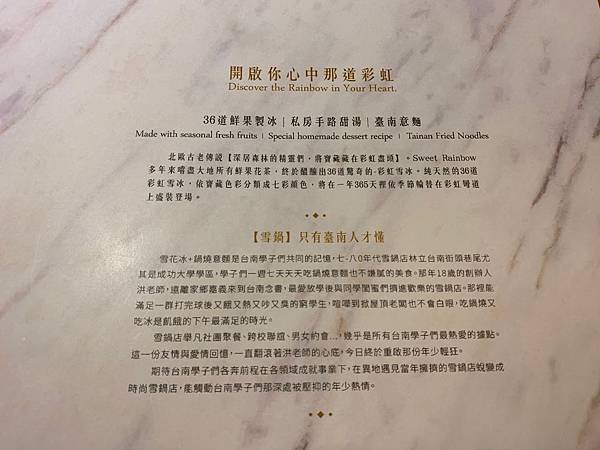 開啟你心中那道彩虹
Discover the Rainbow in Your Heart.
36道鮮果製冰 | 私房手路甜湯 | 臺南意麵
Made with seasonal fresh fruits | Special homemade dessert recipe | Tainan Fried Noodles
北歐古老傳說【深居森林的精靈們，將寶藏藏在彩虹盡頭】。Sweet Rainbow
多年來嚐盡大地所有鮮果花茶，終於醞釀出36道驚奇的-彩虹雪冰。純天然的36道
彩虹雪冰，依寶藏色彩分類成七彩顏色，將在一年365天裡依季節輪替在彩虹姆道
上盛裝登場。
【雪鍋】只有臺南人才懂
雪花冰+鍋燒意麵是台南學子們共同的記憶，七-八0年代雪鍋店林立台南街頭巷尾尤
其是成功大學學區，學子們一週七天天天吃鍋燒意麵也不嫌膩的美食。那年18歲的創辦人
洪老師，遠離家鄉嘉義來到台南念書，最愛放學後與同學閨蜜們擠進歡樂的雪鍋店。那裡能
滿足一群打完球後又餓又熱又吵又臭的窮學生，喧嘩到掀屋頂老闆也不會白眼，吃鍋燒又
吃冰是飢餓的下午最滿足的時光。
雪鍋店舉凡社團聚餐、跨校聯誼、男女約會...，幾乎是所有台南學子們最熱愛的據點。
這一份友情與愛情回憶，一直翻滾著洪老師的心底，今日終於重啟那份年少輕狂。
期待台南學子們各奔前程在各領域成就事業下，在異地遇見當年擁擠的雪鍋店蛻變成
時尚雪鍋店，能觸動台南學子們那深處被壓抑的年少熱情。